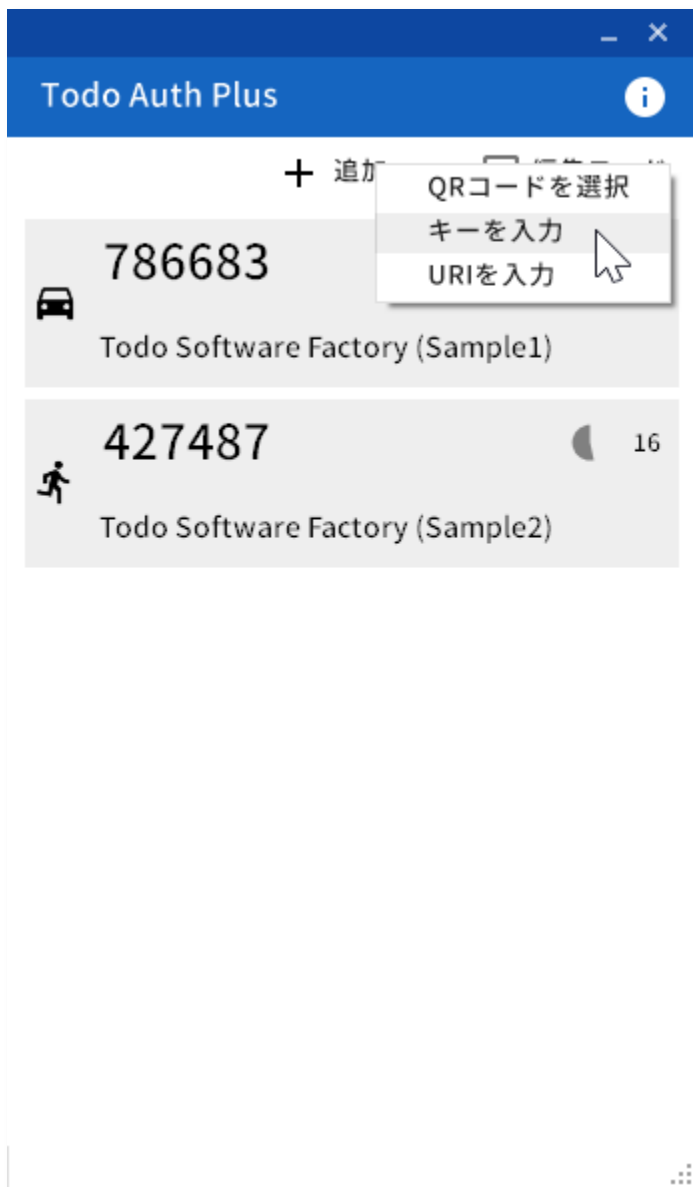 Todo Auth Plus
追加
QRコードを選択
キーを入力
URIを入力
786683
Todo Software Factory (Sample1)
427487
16
Todo Software Factory (Sample2)